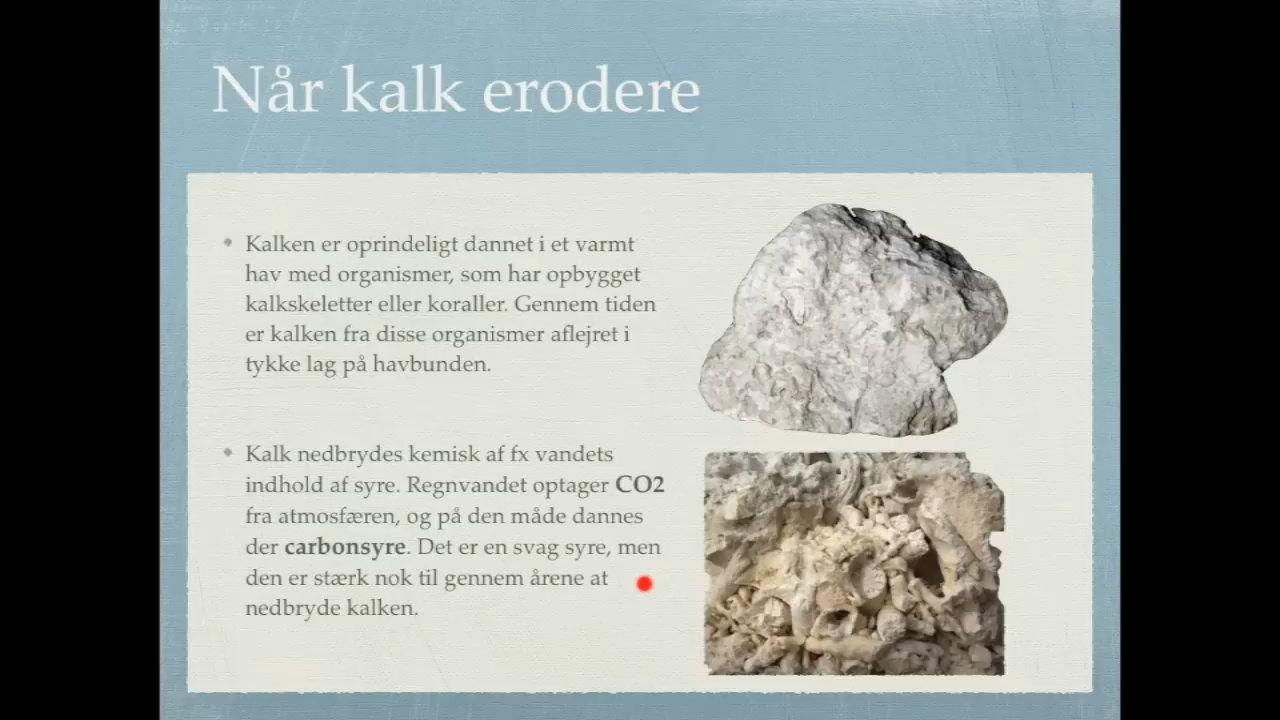 Når kalk erodere
• Kalken er oprindeligt dannet i et varmt
hav med organismer, som har opbygget
kalkskeletter eller koraller. Gennem tiden
er kalken fra disse organismer aflejret i
tykke lag på havbunden.
• Kalk nedbrydes kemisk af fx vandets
indhold af syre. Regnvandet optager CO2
fra atmosfæren, og på den måde dannes
der carbonsyre. Det er en svag syre, men
den er stærk nok til gennem årene at
nedbryde kalken.